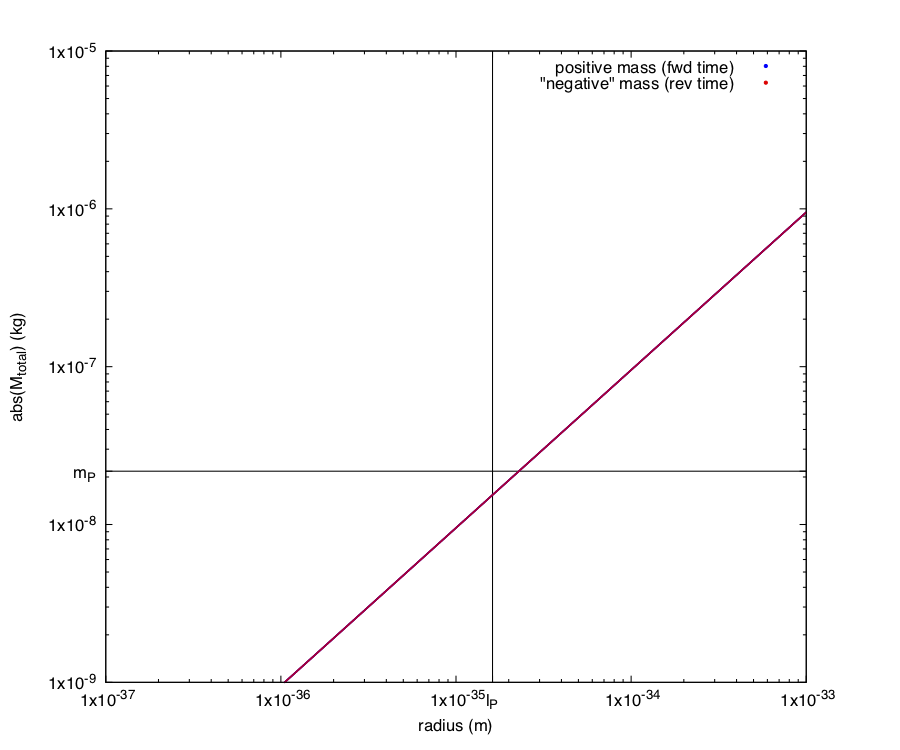 1x10-5
positive mass (fwd time)
"negative" mass (rev time)
1x10-6
abs(Mtotal) (kg)
1x10-7
mP
1x10-8
1x10-9
1x10-37 1x10-36 1x10-35 lP 1x10-34 1x10-33
radius (m)